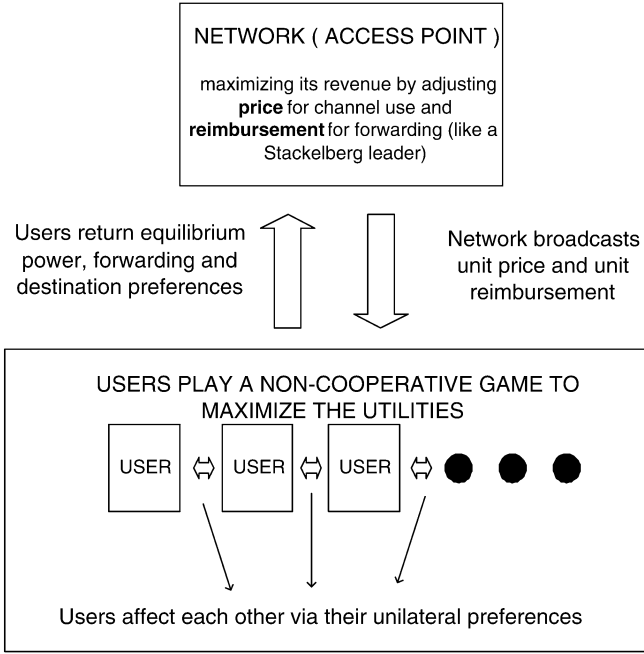 NETWORK ( ACCESS POINT )
maximizing its revenue by adjusting
price for channel use and
reimbursement for forwarding (like a
Stackelberg leader)
Users return equilibrium
power, forwarding and
destination preferences
Network broadcasts
unit price and unit
reimbursement
USERS PLAY A NON-COOPERATIVE GAME TO
MAXIMIZE THE UTILITIES
USER
USER
USER
Users affect each other via their unilateral preferences